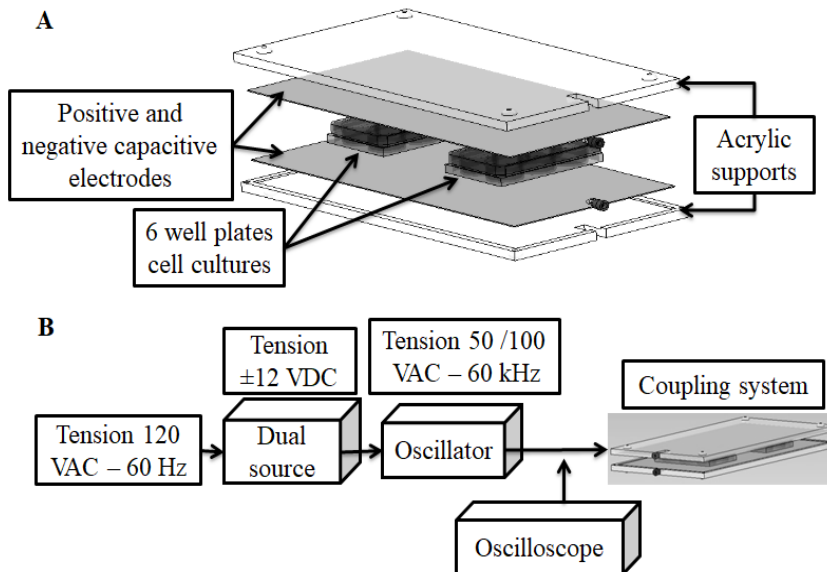 A
Positive and
negative capacitive
electrodes
Acrylic
supports
6 well plates
cell cultures
B
Tension
±12 VDC
Tension 50 /100
VAC – 60 kHz
Coupling system
Tension 120
VAC – 60 Hz
Dual
source
Oscillator
Oscilloscope